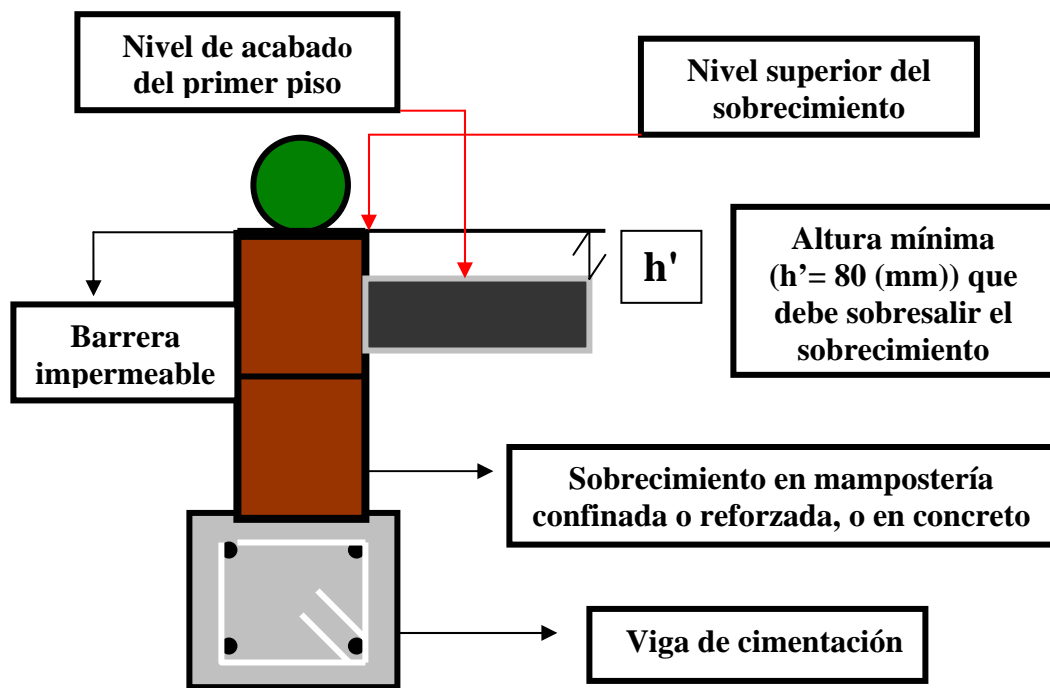 Nivel de acabado
del primer piso
Nivel superior del
sobrecimiento
h'
Altura mínima
(h’= 80 (mm)) que
debe sobresalir el
sobrecimiento
Barrera
impermeable
Sobrecimiento en mampostería
confinada o reforzada, o en concreto
Viga de cimentación